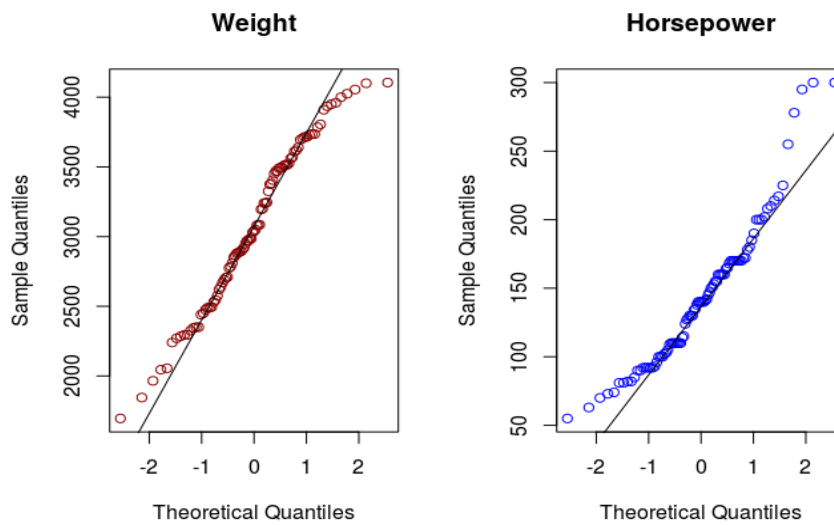 Weight
Sample Quantiles
2000 2500 3000 3500 4000
-2 -1 0 1 2
Theoretical Quantiles
Horsepower
Sample Quantiles
50 100 150 200 250 300
-2 -1 0 1 2
Theoretical Quantiles